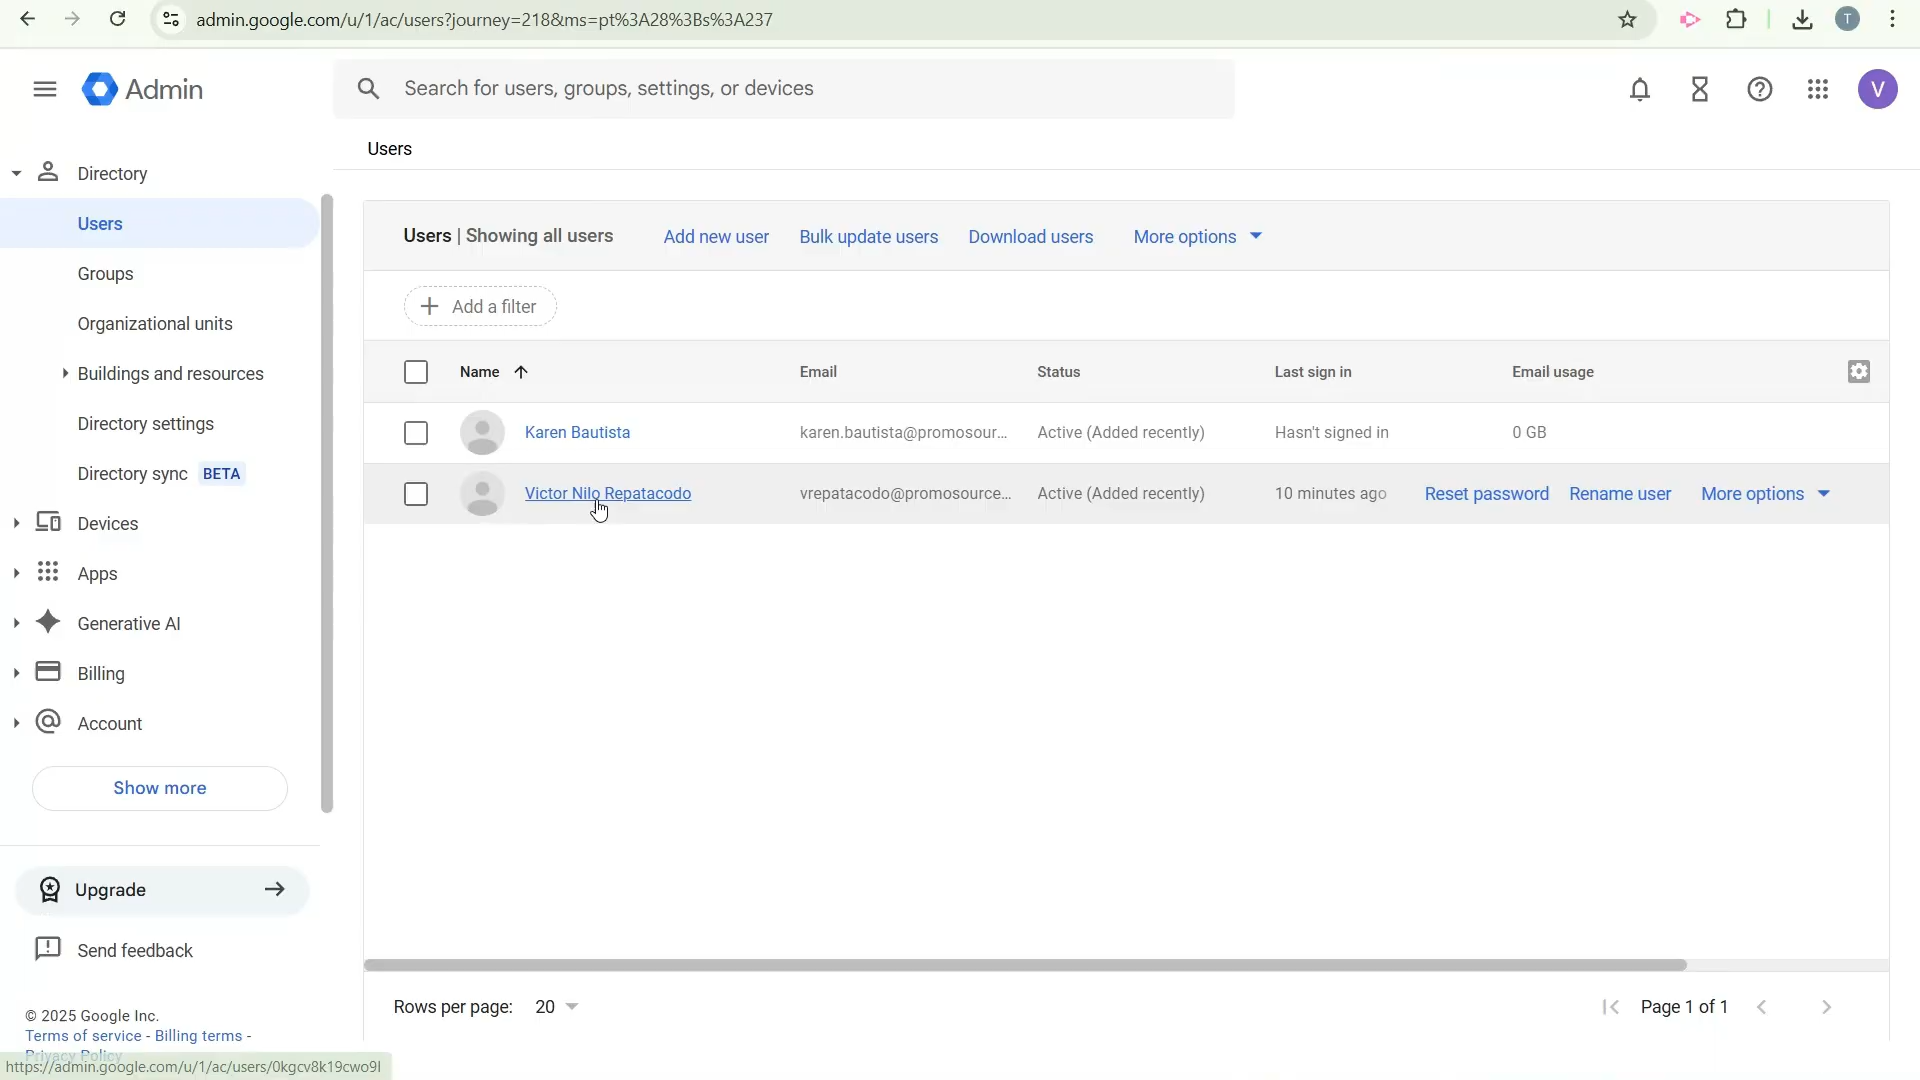 admin.google.com/u/1/ac/users?journey=218&ms=pt%3A28%3Bs%3A237
T
Admin
Search for users, groups, settings, or devices
V
Users
Directory
Users
Groups
Organizational units
Buildings and resources
Directory settings
Directory sync BETA
Devices
Apps
Generative AI
Billing
Account
Show more
Upgrade
Send feedback
© 2025 Google Inc.
Terms of service - Billing terms -
Privacy Policy
https://admin.google.com/u/1/ac/users/0kgcv8k19cwo9l
Users | Showing all users Add new user Bulk update users Download users More options
Add a filter
Name Email Status Last sign in Email usage
Karen Bautista karen.bautista@promosour... Active (Added recently) Hasn't signed in 0 GB
Victor Nilo Repatacodo vrepatacodo@promosource... Active (Added recently) 10 minutes ago Reset password Rename user More options
Rows per page: 20 Page 1 of 1